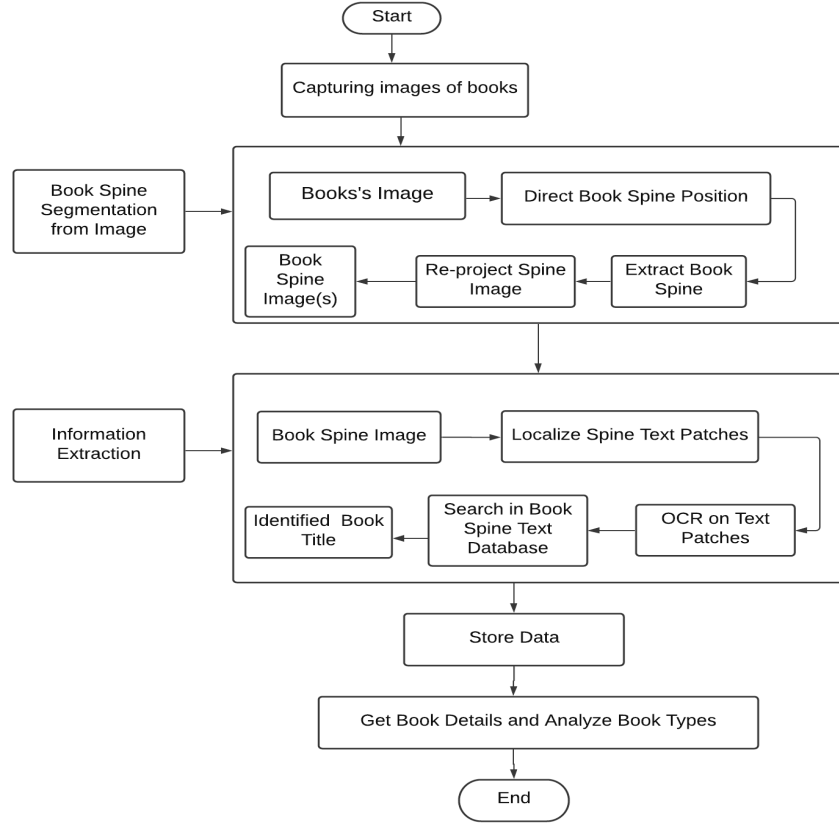 Start
Capturing images of books
Book Spine
Segmentation
from Image
Books's Image
Direct Book Spine Position
Book
Spine
Image(s)
Re-project Spine
Image
Extract Book
Spine
Information
Extraction
Book Spine Image
Localize Spine Text Patches
Identified Book
Title
Search in Book
Spine Text
Database
OCR on Text
Patches
Store Data
Get Book Details and Analyze Book Types
End